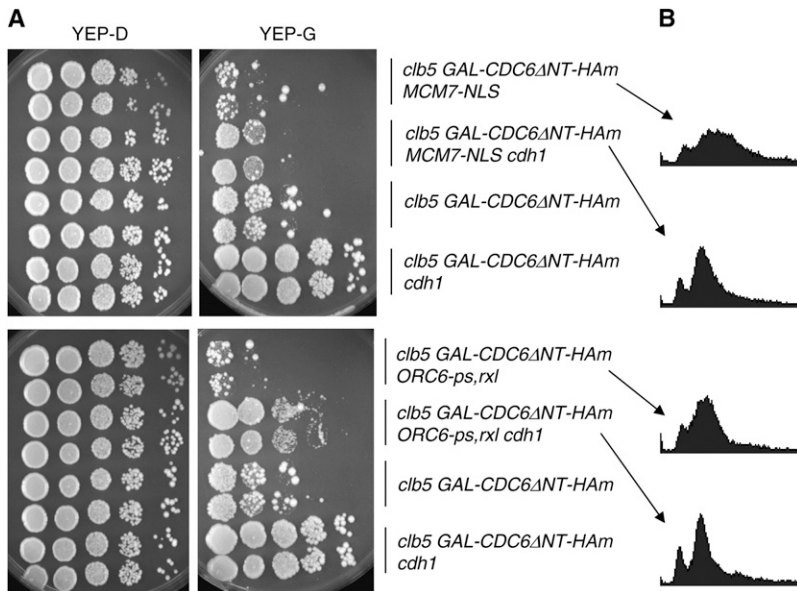 A
B
YEP-D
YEP-G
clb5 GAL-CDC6ΔNT-HAm
MCM7-NLS
clb5 GAL-CDC6ΔNT-HAm
MCM7-NLS cdh1
clb5 GAL-CDC6ΔNT-HAm
clb5 GAL-CDC6ΔNT-HAm
cdh1
clb5 GAL-CDC6ΔNT-HAm
ORC6-ps,rxl
clb5 GAL-CDC6ΔNT-HAm
ORC6-ps,rxl cdh1
clb5 GAL-CDC6ΔNT-HAm
clb5 GAL-CDC6ΔNT-HAm
cdh1